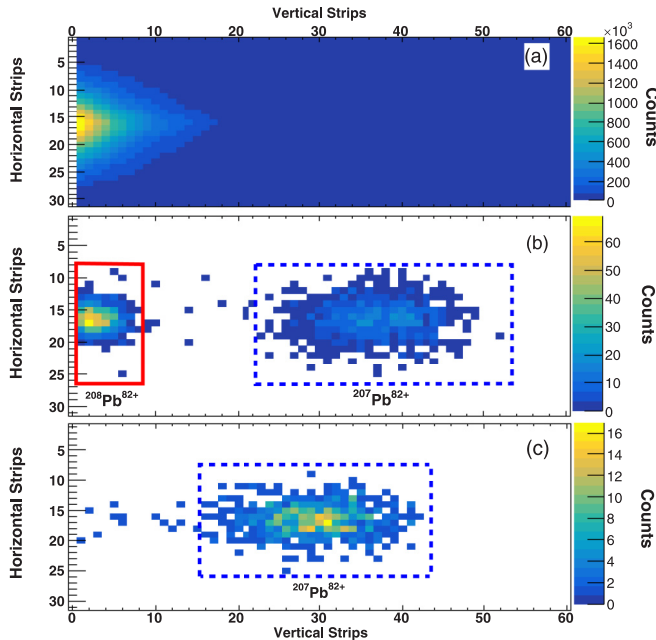 Vertical Strips
0 10 20 30 40 50 60
Horizontal Strips
5
10
15
20
25
30
(a)
×10³
1600
1400
1200
1000
800
600
400
200
0
Counts
Horizontal Strips
5
10
15
20
25
30
(b)
²⁰⁸Pb⁸²⁺
²⁰⁷Pb⁸²⁺
60
50
40
30
20
10
0
Counts
Horizontal Strips
5
10
15
20
25
30
(c)
²⁰⁷Pb⁸²⁺
16
14
12
10
8
6
4
2
0
Counts
0 10 20 30 40 50 60
Vertical Strips